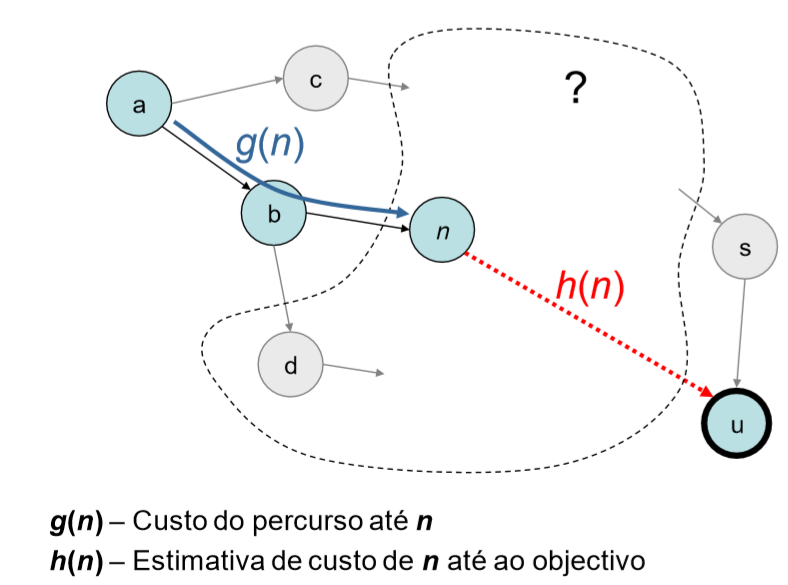 ?
c
a
g(n)
b
n
s
h(n)
d
u
g(n) – Custo do percurso até n
h(n) – Estimativa de custo de n até ao objectivo